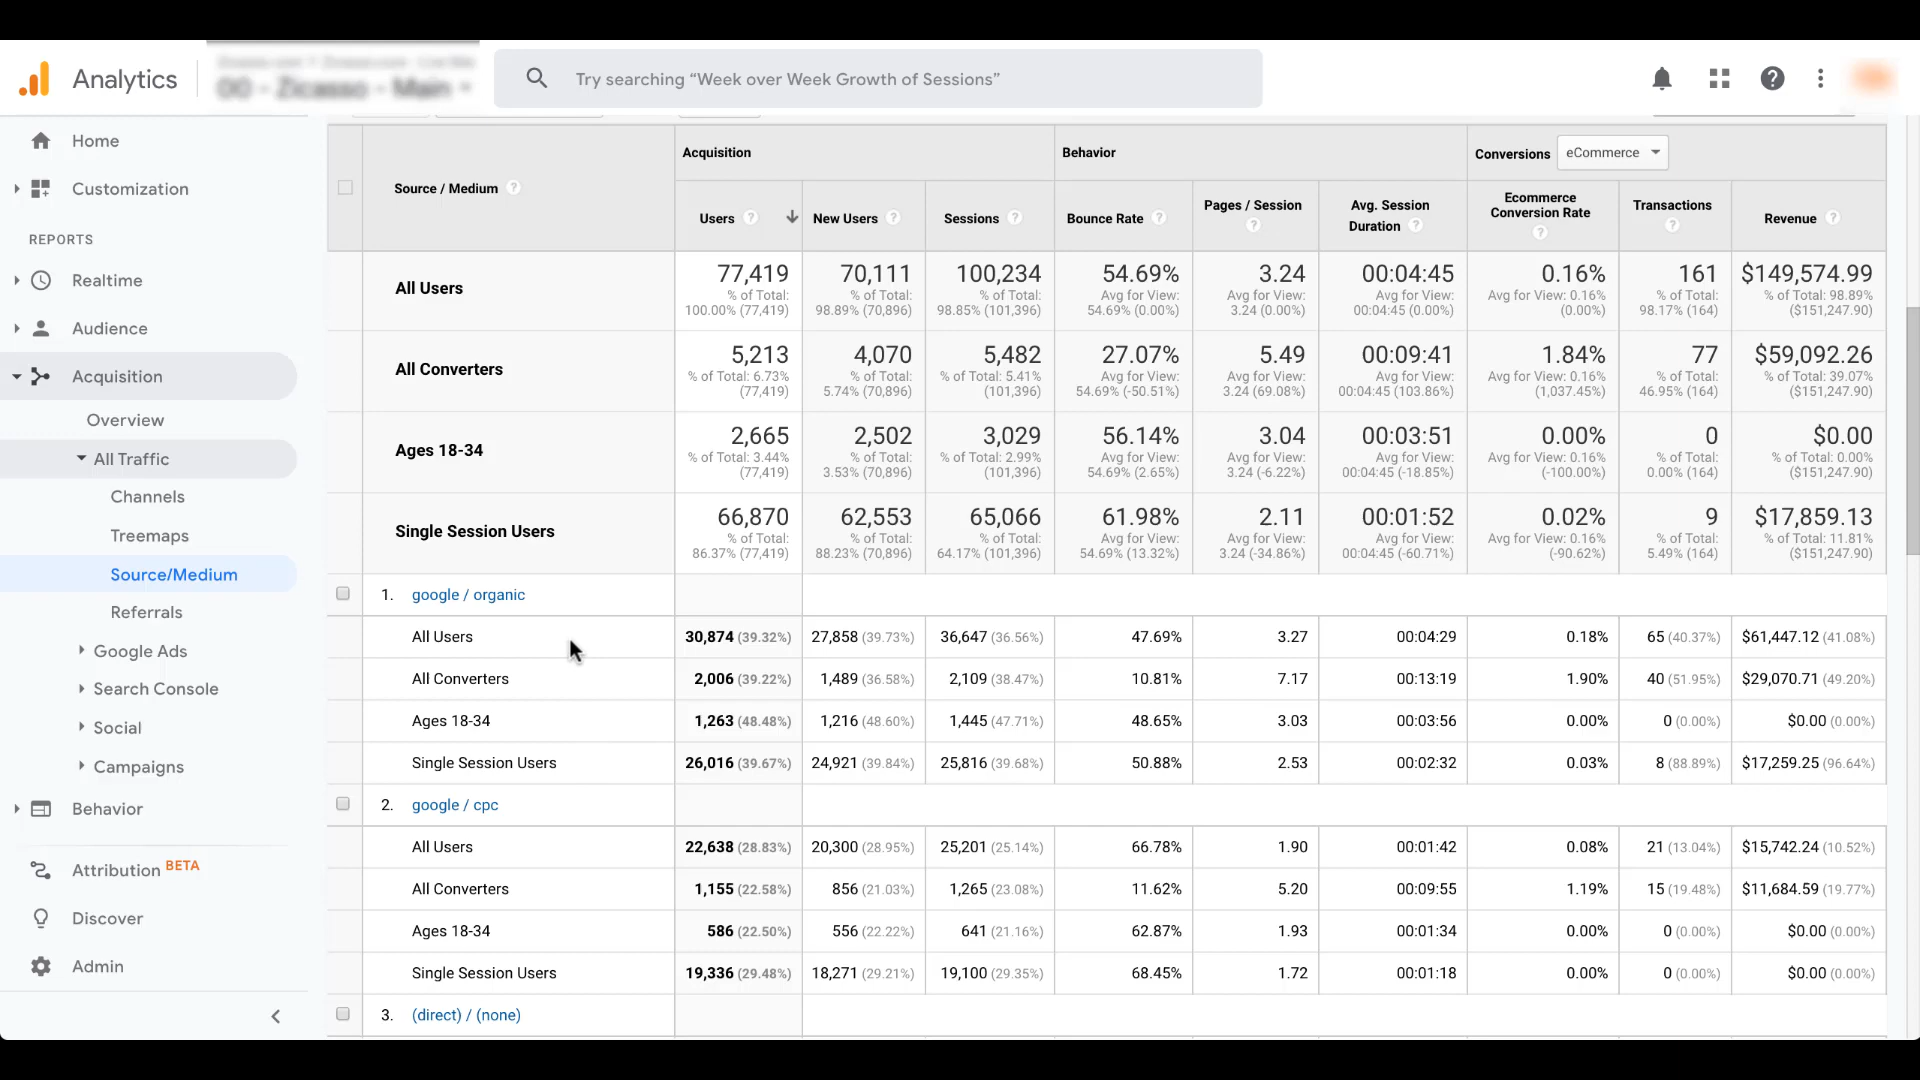 Analytics
00 - Zicasso - Main
Try searching “Week over Week Growth of Sessions”
Home
Customization
REPORTS
Realtime
Audience
Acquisition
Overview
All Traffic
Channels
Treemaps
Source/Medium
Referrals
Google Ads
Search Console
Social
Campaigns
Behavior
Attribution BETA
Discover
Admin
Acquisition Behavior Conversions eCommerce
Source / Medium ?
Users ? New Users ? Sessions ? Bounce Rate ? Pages / Session ? Avg. Session Duration ? Ecommerce Conversion Rate ? Transactions ? Revenue ?
All Users
77,419 70,111 100,234 54.69% 3.24 00:04:45 0.16% 161 $149,574.99
% of Total: % of Total: % of Total: Avg for View: Avg for View: Avg for View: Avg for View: 0.16% % of Total: % of Total: 98.89%
100.00% (77,419) 98.89% (70,896) 98.85% (101,396) 54.69% (0.00%) 3.24 (0.00%) 00:04:45 (0.00%) (0.00%) 98.17% (164) ($151,247.90)
All Converters
5,213 4,070 5,482 27.07% 5.49 00:09:41 1.84% 77 $59,092.26
% of Total: 6.73% % of Total: % of Total: 5.41% Avg for View: Avg for View: Avg for View: Avg for View: 0.16% % of Total: % of Total: 39.07%
(77,419) 5.74% (70,896) (101,396) 54.69% (-50.51%) 3.24 (69.08%) 00:04:45 (103.86%) (1,037.45%) 46.95% (164) ($151,247.90)
Ages 18-34
2,665 2,502 3,029 56.14% 3.04 00:03:51 0.00% 0 $0.00
% of Total: 3.44% % of Total: % of Total: 2.99% Avg for View: Avg for View: Avg for View: Avg for View: 0.16% % of Total: % of Total: 0.00%
(77,419) 3.53% (70,896) (101,396) 54.69% (2.65%) 3.24 (-6.22%) 00:04:45 (-18.85%) (-100.00%) 0.00% (164) ($151,247.90)
Single Session Users
66,870 62,553 65,066 61.98% 2.11 00:01:52 0.02% 9 $17,859.13
% of Total: % of Total: % of Total: Avg for View: Avg for View: Avg for View: Avg for View: 0.16% % of Total: % of Total: 11.81%
86.37% (77,419) 88.23% (70,896) 64.17% (101,396) 54.69% (13.32%) 3.24 (-34.86%) 00:04:45 (-60.71%) (-90.62%) 5.49% (164) ($151,247.90)
1. google / organic
All Users 30,874 (39.32%) 27,858 (39.73%) 36,647 (36.56%) 47.69% 3.27 00:04:29 0.18% 65 (40.37%) $61,447.12 (41.08%)
All Converters 2,006 (39.22%) 1,489 (36.58%) 2,109 (38.47%) 10.81% 7.17 00:13:19 1.90% 40 (51.95%) $29,070.71 (49.20%)
Ages 18-34 1,263 (48.48%) 1,216 (48.60%) 1,445 (47.71%) 48.65% 3.03 00:03:56 0.00% 0 (0.00%) $0.00 (0.00%)
Single Session Users 26,016 (39.67%) 24,921 (39.84%) 25,816 (39.68%) 50.88% 2.53 00:02:32 0.03% 8 (88.89%) $17,259.25 (96.64%)
2. google / cpc
All Users 22,638 (28.83%) 20,300 (28.95%) 25,201 (25.14%) 66.78% 1.90 00:01:42 0.08% 21 (13.04%) $15,742.24 (10.52%)
All Converters 1,155 (22.58%) 856 (21.03%) 1,265 (23.08%) 11.62% 5.20 00:09:55 1.19% 15 (19.48%) $11,684.59 (19.77%)
Ages 18-34 586 (22.50%) 556 (22.22%) 641 (21.16%) 62.87% 1.93 00:01:34 0.00% 0 (0.00%) $0.00 (0.00%)
Single Session Users 19,336 (29.48%) 18,271 (29.21%) 19,100 (29.35%) 68.45% 1.72 00:01:18 0.00% 0 (0.00%) $0.00 (0.00%)
3. (direct) / (none)